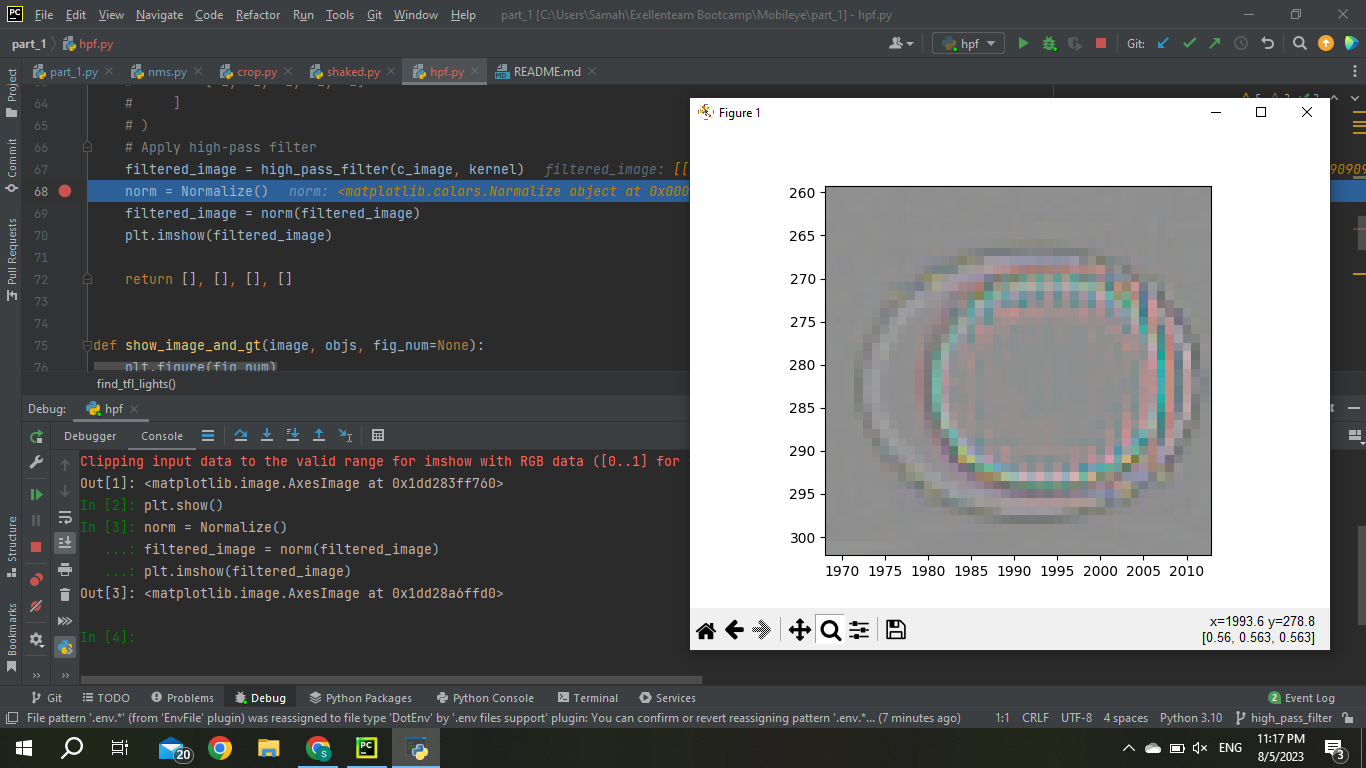 PC File Edit View Navigate Code Refactor Run Tools Git Window Help part_1 [C:\Users\Samah\Exellenteam Bootcamp\Mobileye\part_1] - hpf.py
part_1 hpf.py hpf Git:
part_1.py nms.py crop.py shaked.py hpf.py README.md
Project
Commit
Pull Requests
Structure
Bookmarks
64 # ]
65 # )
66 # Apply high-pass filter
67 filtered_image = high_pass_filter(c_image, kernel) filtered_image: [[
68 norm = Normalize() norm: <matplotlib.colors.Normalize object at 0x000
69 filtered_image = norm(filtered_image)
70 plt.imshow(filtered_image)
71
72 return [], [], [], []
73
74
75 def show_image_and_gt(image, objs, fig_num=None):
76 plt.figure(fig_num)
find_tfl_lights()
Figure 1
260
265
270
275
280
285
290
295
300
1970 1975 1980 1985 1990 1995 2000 2005 2010
x=1993.6 y=278.8
[0.56, 0.563, 0.563]
Debug: hpf
Debugger Console
Clipping input data to the valid range for imshow with RGB data ([0..1] for
Out[1]: <matplotlib.image.AxesImage at 0x1dd283ff760>
In [2]: plt.show()
In [3]: norm = Normalize()
...: filtered_image = norm(filtered_image)
...: plt.imshow(filtered_image)
Out[3]: <matplotlib.image.AxesImage at 0x1dd28a6ffd0>
In [4]:
Git TODO Problems Debug Python Packages Python Console Terminal Services 2 Event Log
File pattern '.env.*' (from 'EnvFile' plugin) was reassigned to file type 'DotEnv' by '.env files support' plugin: You can confirm or revert reassigning pattern '.env.*... (7 minutes ago) 1:1 CRLF UTF-8 4 spaces Python 3.10 high_pass_filter
20 S PC ENG 11:17 PM
8/5/2023 3